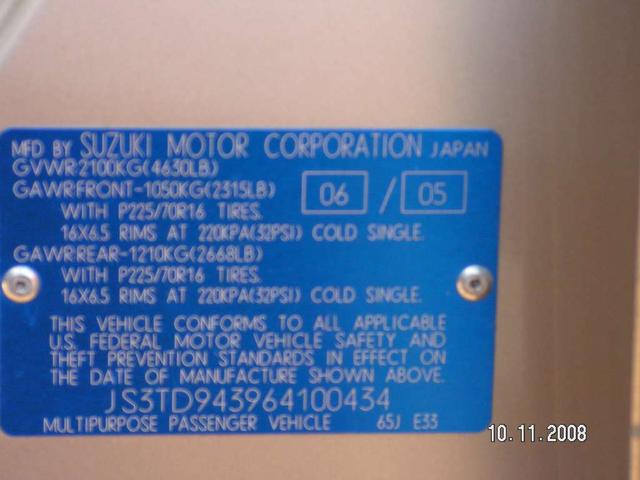 MFD BY SUZUKI MOTOR CORPORATION JAPAN
GVWR 2100KG(4630LB)
GAWR FRONT-1050KG(2315LB) 06 / 05
WITH P225/70R16 TIRES.
16X6.5 RIMS AT 220KPA(32PSI) COLD SINGLE.
GAWR REAR-1210KG(2668LB)
WITH P225/70R16 TIRES.
16X6.5 RIMS AT 220KPA(32PSI) COLD SINGLE.
THIS VEHICLE CONFORMS TO ALL APPLICABLE
U.S. FEDERAL MOTOR VEHICLE SAFETY AND
THEFT PREVENTION STANDARDS IN EFFECT ON
THE DATE OF MANUFACTURE SHOWN ABOVE.
JS3TD943964100434
MULTIPURPOSE PASSENGER VEHICLE 65J E33
10.11.2008